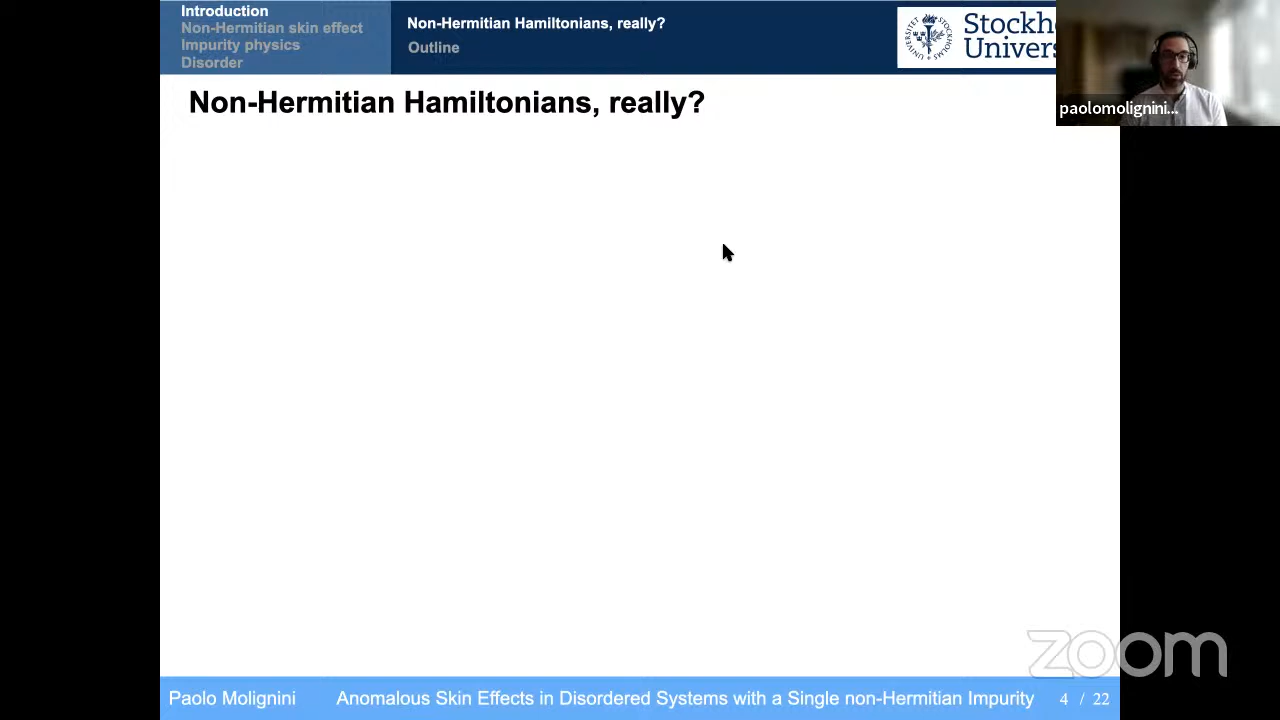 Introduction
Non-Hermitian skin effect
Impurity physics
Disorder
Non-Hermitian Hamiltonians, really?
Outline
Stockh
Univers
paolomolignini...
Non-Hermitian Hamiltonians, really?
zoom
Paolo Molignini
Anomalous Skin Effects in Disordered Systems with a Single non-Hermitian Impurity
4 / 22